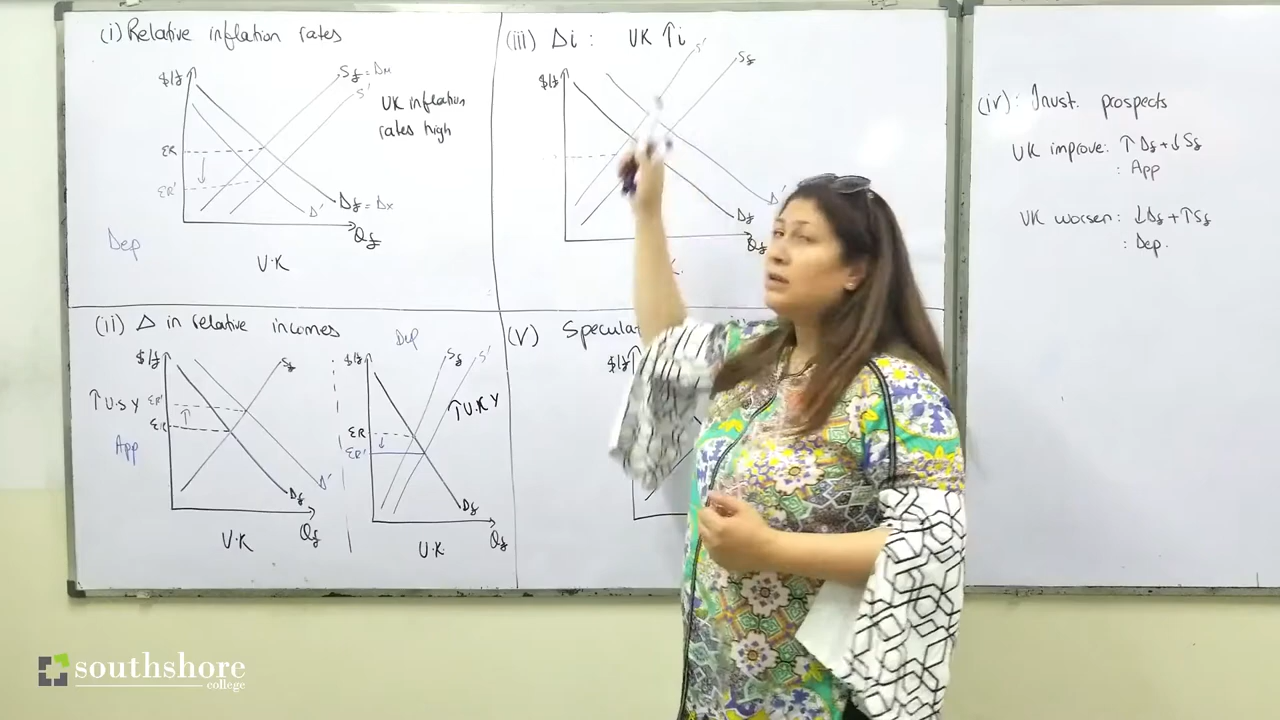 (i) Relative inflation rates
$/£
S£ = DM
S'
UK inflation
rates high
ER
ER'
D'
D£ = DX
Q£
Dep
U.K
(ii) Δ in relative incomes
$/£
S£
↑U.S Y
ER'
ER
App
D'
D£
Q£
U.K
Dep
$/£
S£
S'
↑U.K Y
ER
ER'
D£
Q£
U.K
(iii) Δi : UK ↑i
$/£
S'
S£
D'
D£
Q£
K.
(v) Specula
$/£
(iv): Inust. prospects
UK improve: ↑D£ + ↓S£
: App
UK worsen: ↓D£ + ↑S£
: Dep.
southshore
college